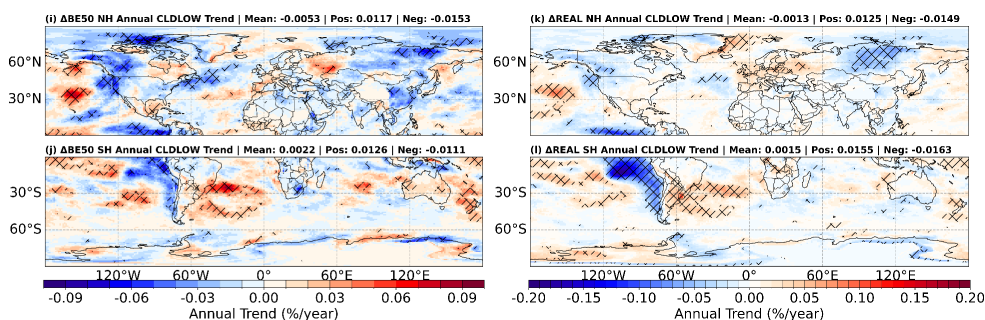 (i) ΔBE50 NH Annual CLDLOW Trend | Mean: -0.0053 | Pos: 0.0117 | Neg: -0.0153
(k) ΔREAL NH Annual CLDLOW Trend | Mean: -0.0013 | Pos: 0.0125 | Neg: -0.0149
60°N
60°N
30°N
30°N
(j) ΔBE50 SH Annual CLDLOW Trend | Mean: 0.0022 | Pos: 0.0126 | Neg: -0.0111
(l) ΔREAL SH Annual CLDLOW Trend | Mean: 0.0015 | Pos: 0.0155 | Neg: -0.0163
30°S
30°S
60°S
60°S
120°W 60°W 0° 60°E 120°E
120°W 60°W 0° 60°E 120°E
-0.09 -0.06 -0.03 0.00 0.03 0.06 0.09
-0.20 -0.15 -0.10 -0.05 0.00 0.05 0.10 0.15 0.20
Annual Trend (%/year)
Annual Trend (%/year)